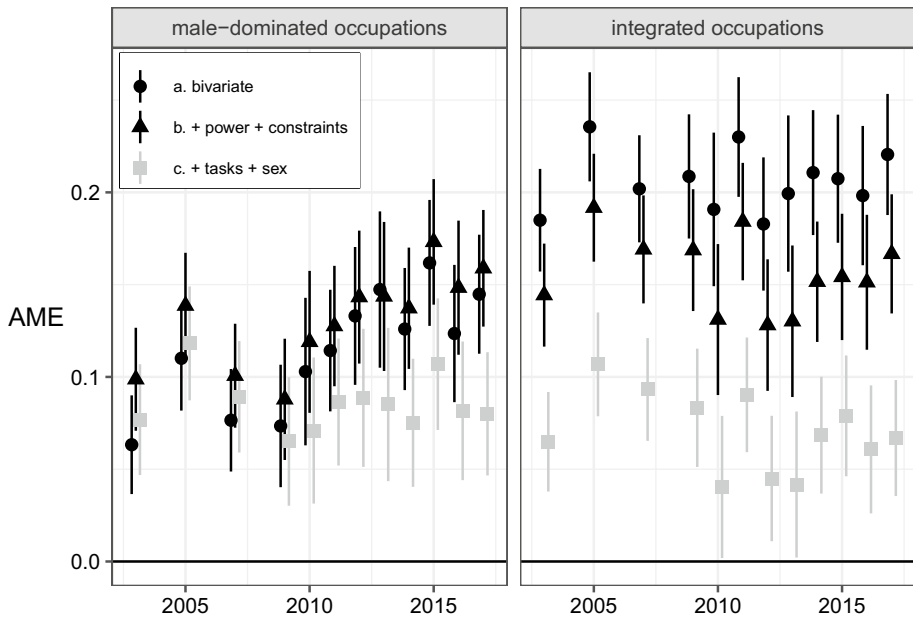 male−dominated occupations
integrated occupations
a. bivariate
b. + power + constraints
c. + tasks + sex
AME
0.2
0.1
0.0
2005 2010 2015
2005 2010 2015